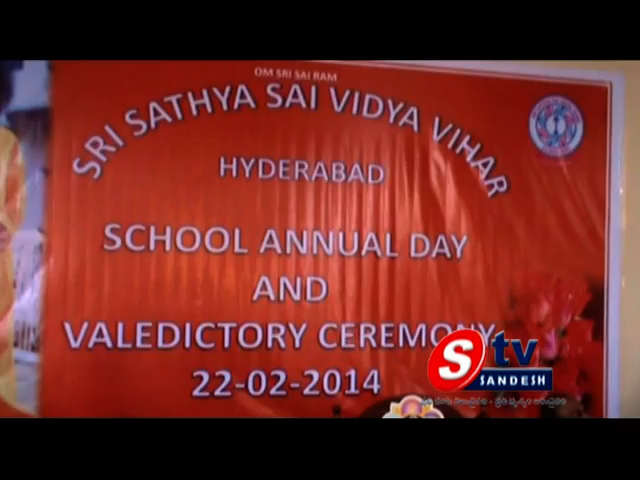 OM SRI SAI RAM
SRI SATHYA SAI VIDYA VIHAR
HYDERABAD
SCHOOL ANNUAL DAY
AND
VALEDICTORY CEREMONY
22-02-2014
S tv
SANDESH